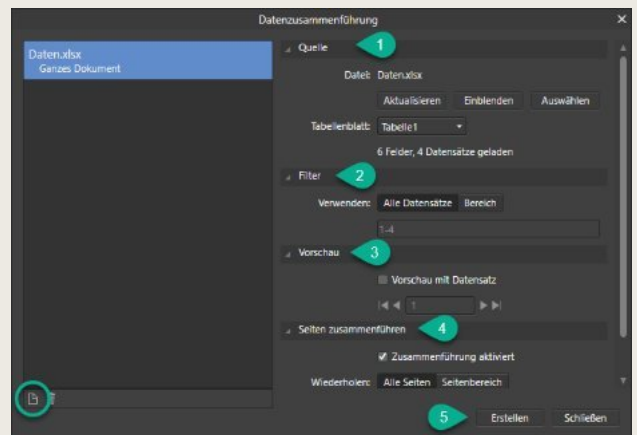 Datenzusammenführung
Daten.xlsx
Ganzes Dokument
Quelle 1
Datei: Daten.xlsx
Aktualisieren Einblenden Auswählen
Tabellenblatt: Tabelle1
6 Felder, 4 Datensätze geladen
Filter 2
Verwenden: Alle Datensätze Bereich
1-4
Vorschau 3
Vorschau mit Datensatz
1
Seiten zusammenführen 4
Zusammenführung aktiviert
Wiederholen: Alle Seiten Seitenbereich
5 Erstellen Schließen